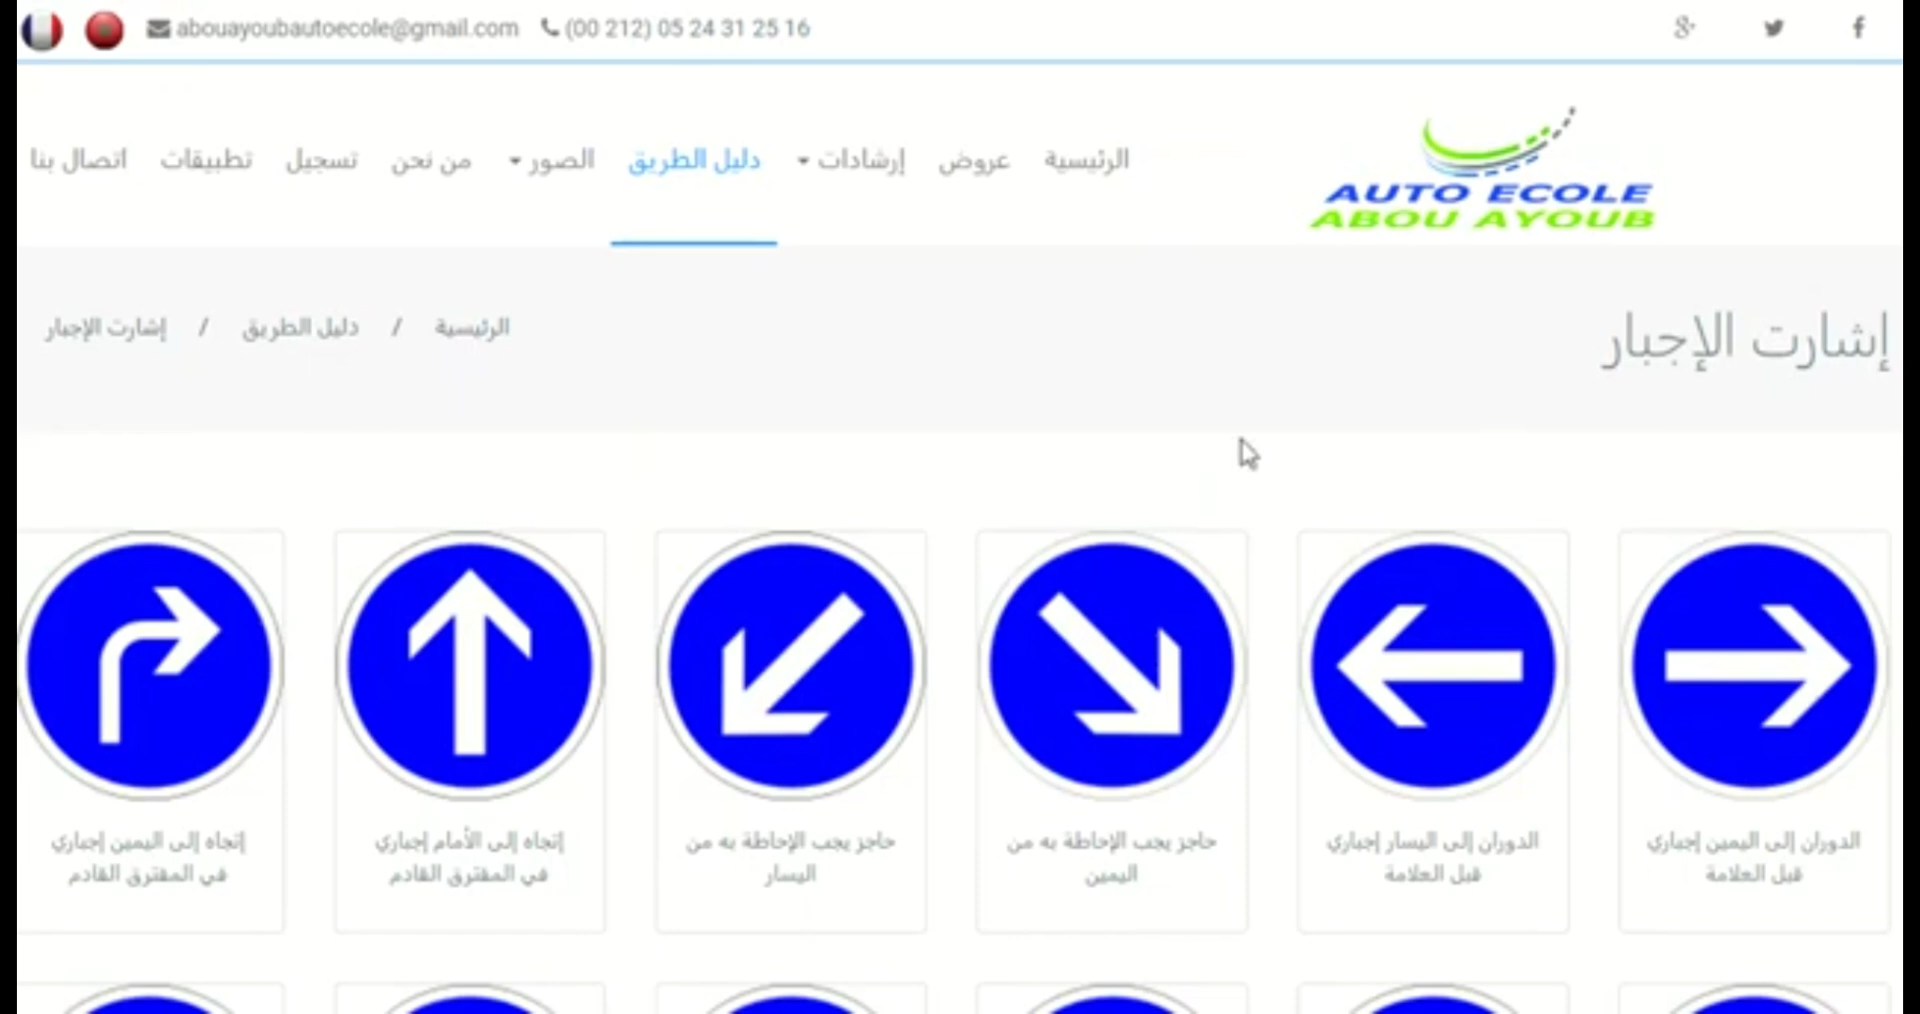 abouayoubautoecole@gmail.com (00 212) 05 24 31 25 16
AUTO ECOLE
ABOU AYOUB
الرئيسية عروض إرشادات دليل الطريق الصور من نحن تسجيل تطبيقات اتصال بنا
إشارت الإجبار
الرئيسية / دليل الطريق / إشارت الإجبار
الدوران إلى اليمين إجباري
قبل العلامة
الدوران إلى اليسار إجباري
قبل العلامة
حاجز يجب الإحاطة به من
اليمين
حاجز يجب الإحاطة به من
اليسار
إتجاه إلى الأمام إجباري
في المفترق القادم
إتجاه إلى اليمين إجباري
في المفترق القادم